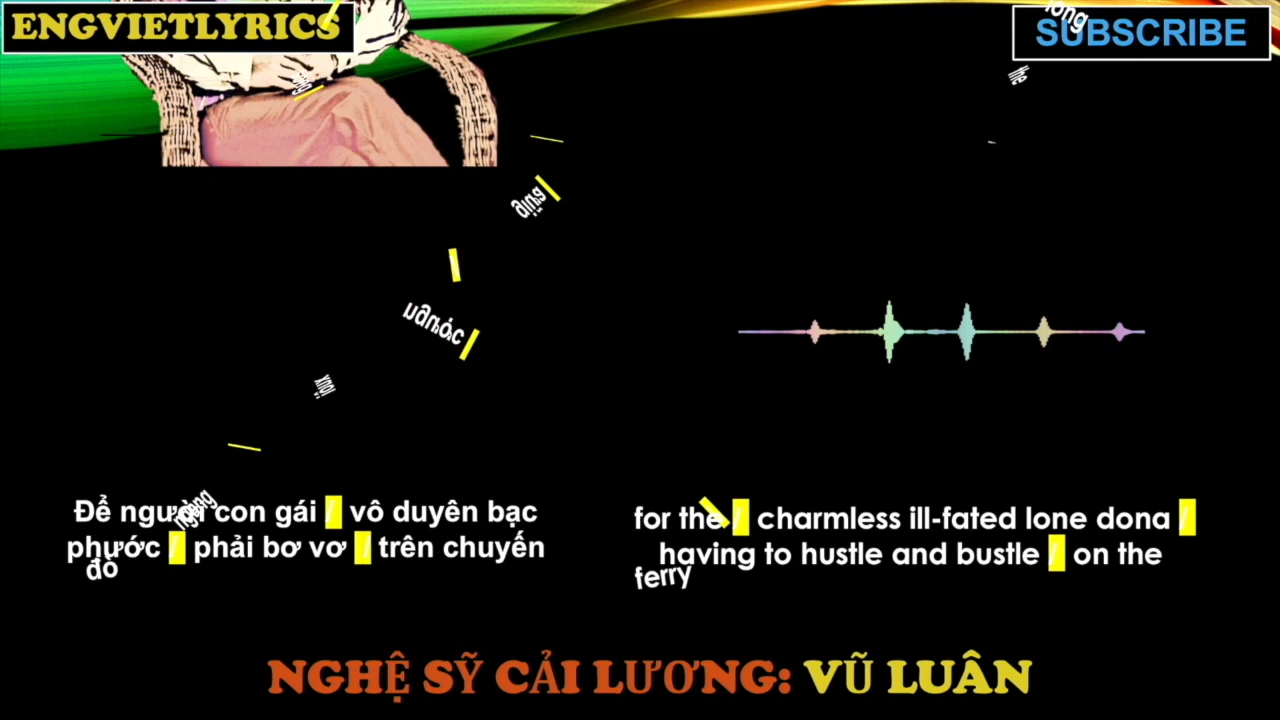 ENGVIETLYRICS
SUBSCRIBE
Để người con gái / vô duyên bạc
phước / phải bơ vơ / trên chuyến
đò
for the / charmless ill-fated lone dona /
having to hustle and bustle / on the
ferry
NGHỆ SỸ CẢI LƯƠNG: VŨ LUÂN